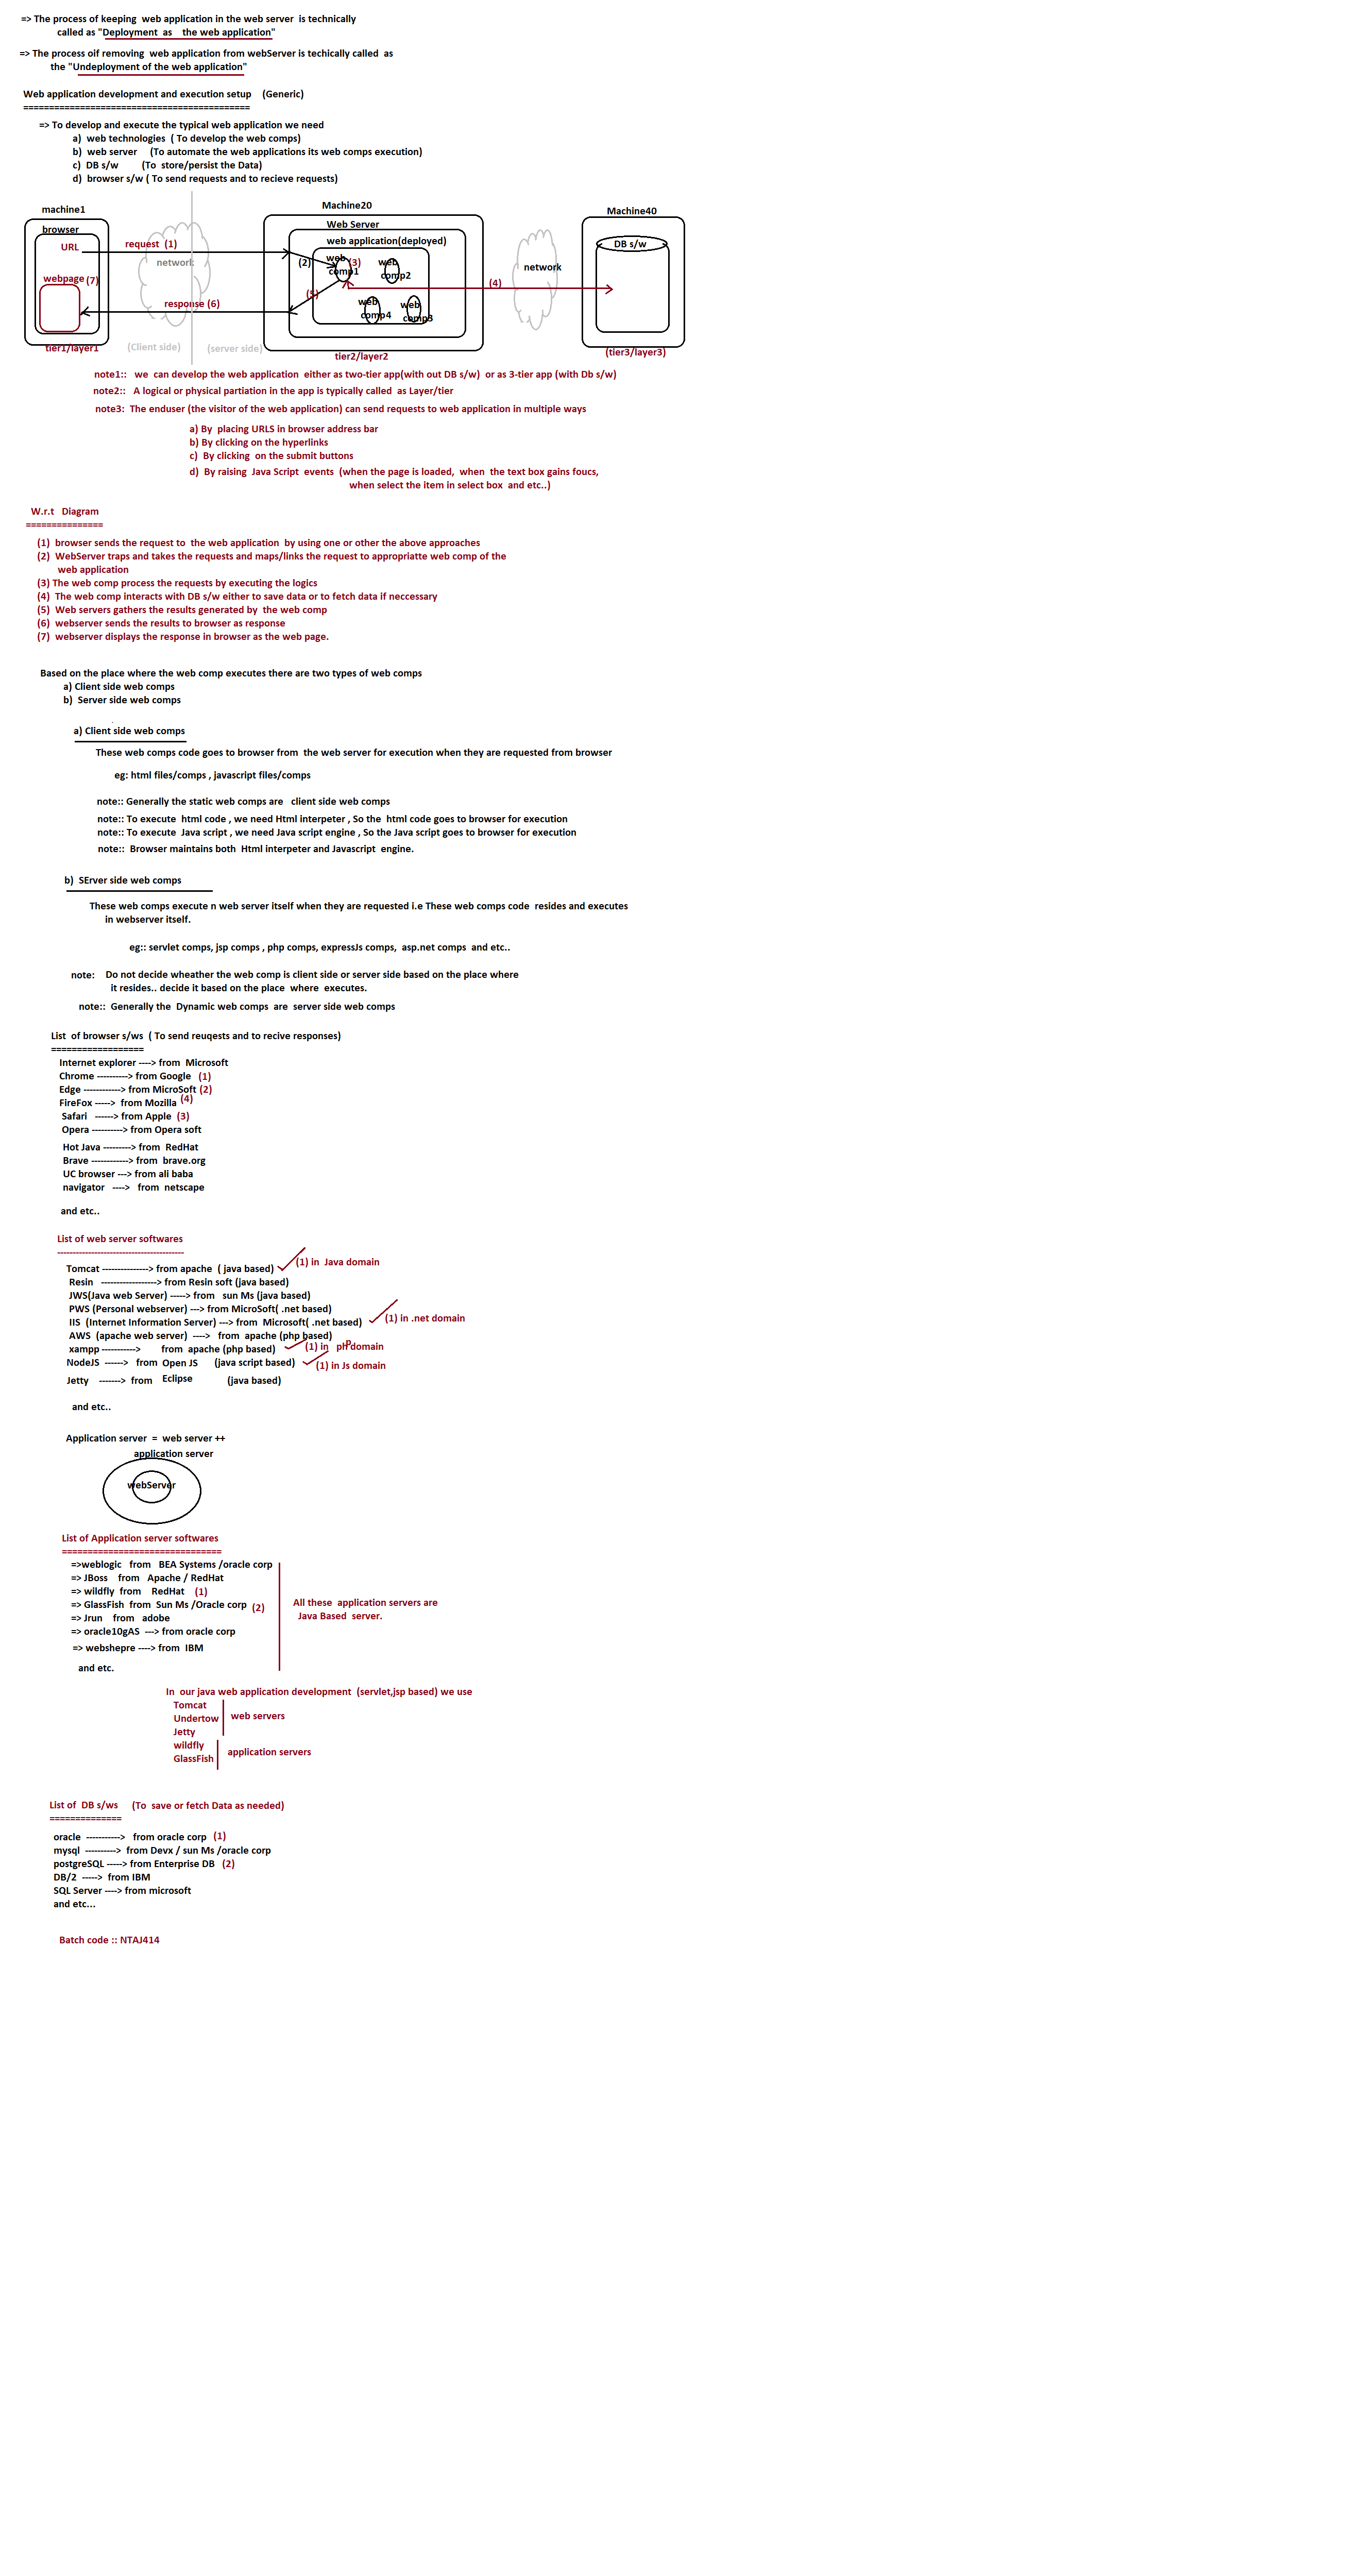 => The process of keeping  web application in the web server  is technically
called as "Deployment  as    the web application"
=> The process oif removing  web application from webServer is techically called  as
the "Undeployment of the web application"
Web application development and execution setup    (Generic)
============================================
=> To develop and execute the typical web application we need
a)  web technologies  ( To develop the web comps)
b)  web server     (To automate the web applications its web comps execution)
c)  DB s/w         (To  store/persist the Data)
d)  browser s/w ( To send requests and to recieve requests)
machine1
Machine20
Machine40
browser
Web Server
URL
request  (1)
web application(deployed)
DB s/w
network
(2)
web
comp1
(3)
web
comp2
network
webpage (7)
(4)
response (6)
(5)
web
comp4
web
comp3
tier1/layer1
(Client side)
(server side)
tier2/layer2
(tier3/layer3)
note1::   we  can develop the web application  either as two-tier app(with out DB s/w)  or as 3-tier app (with Db s/w)
note2::   A logical or physical partiation in the app is typically called  as Layer/tier
note3:  The enduser (the visitor of the web application) can send requests to web application in multiple ways
a) By  placing URLS in browser address bar
b) By clicking on the hyperlinks
c)  By clicking  on the submit buttons
d)  By raising  Java Script  events  (when the page is loaded,  when  the text box gains foucs,
when select the item in select box  and etc..)
W.r.t   Diagram
===============
(1)  browser sends the request to  the web application  by using one or other the above approaches
(2)  WebServer traps and takes the requests and maps/links the request to appropriatte web comp of the
web application
(3) The web comp process the requests by executing the logics
(4)  The web comp interacts with DB s/w either to save data or to fetch data if neccessary
(5)  Web servers gathers the results generated by  the web comp
(6)  webserver sends the results to browser as response
(7)  webserver displays the response in browser as the web page.
Based on the place where the web comp executes there are two types of web comps
a) Client side web comps
b)  Server side web comps
a) Client side web comps
These web comps code goes to browser from  the web server for execution when they are requested from browser
eg: html files/comps , javascript files/comps
note:: Generally the static web comps are   client side web comps
note:: To execute  html code , we need Html interpeter , So the  html code goes to browser for execution
note:: To execute  Java script , we need Java script engine , So the Java script goes to browser for execution
note::  Browser maintains both  Html interpeter and Javascript  engine.
b)  SErver side web comps
These web comps execute n web server itself when they are requested i.e These web comps code  resides and executes
in webserver itself.
eg:: servlet comps, jsp comps , php comps, expressJs comps,  asp.net comps  and etc..
note:    Do not decide wheather the web comp is client side or server side based on the place where
it resides.. decide it based on the place  where  executes.
note::  Generally the  Dynamic web comps  are  server side web comps
List  of browser s/ws  ( To send reuqests and to recive responses)
==================
Internet explorer ----> from  Microsoft
Chrome ----------> from Google   (1)
Edge ------------> from MicroSoft (2)
FireFox ----->  from Mozilla  (4)
Safari   ------> from Apple  (3)
Opera ----------> from Opera soft
Hot Java ---------> from  RedHat
Brave ------------> from  brave.org
UC browser ---> from ali baba
navigator   ---->   from  netscape
and etc..
List of web server softwares
-----------------------------------------
Tomcat ---------------> from apache  ( java based)  (1) in  Java domain
Resin   ------------------> from Resin soft (java based)
JWS(Java web Server) -----> from   sun Ms (java based)
PWS (Personal webserver) ---> from MicroSoft( .net based)
IIS  (Internet Information Server) ---> from  Microsoft( .net based)  (1) in .net domain
AWS  (apache web server)  ---->   from  apache (php based)
xampp ----------->        from  apache (php based)  (1) in   php domain
NodeJS  ------>   from  Open JS      (java script based)  (1) in Js domain
Jetty    ------->  from    Eclipse             (java based)
and etc..
Application server  =  web server ++
application server
webServer
List of Application server softwares
===============================
=>weblogic   from   BEA Systems /oracle corp
=> JBoss    from   Apache / RedHat
=> wildfly  from    RedHat    (1)
=> GlassFish  from  Sun Ms /Oracle corp  (2)
All these  application servers are
Java Based  server.
=> Jrun    from   adobe
=> oracle10gAS  ---> from oracle corp
=> webshepre ----> from  IBM
and etc.
In  our java web application development  (servlet,jsp based) we use
Tomcat
Undertow
web servers
Jetty
wildfly
application servers
GlassFish
List of  DB s/ws     (To  save or fetch Data as needed)
==============
oracle  ----------->   from oracle corp   (1)
mysql  ---------->  from Devx / sun Ms /oracle corp
postgreSQL -----> from Enterprise DB   (2)
DB/2  ----->  from IBM
SQL Server ----> from microsoft
and etc...
Batch code :: NTAJ414